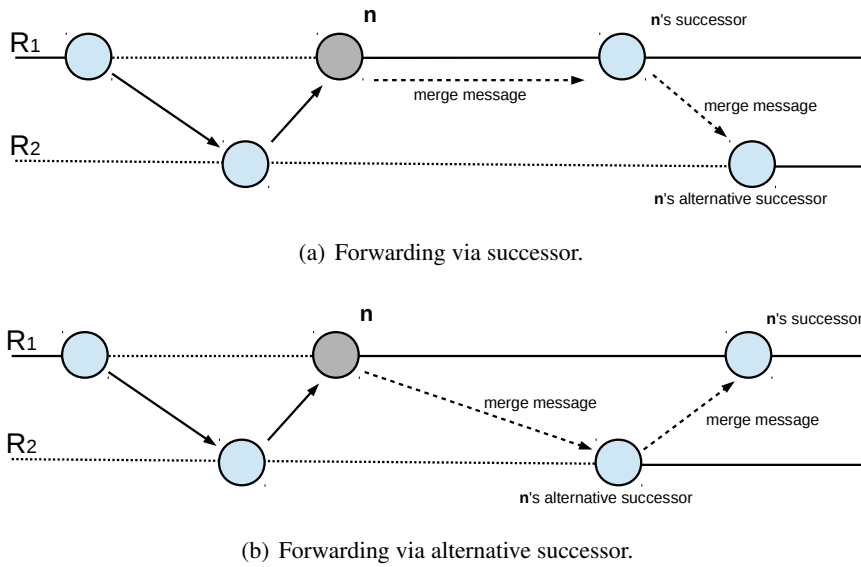 n
n's successor
R1
merge message
merge message
R2
n's alternative successor
(a) Forwarding via successor.
n
n's successor
R1
merge message
merge message
R2
n's alternative successor
(b) Forwarding via alternative successor.